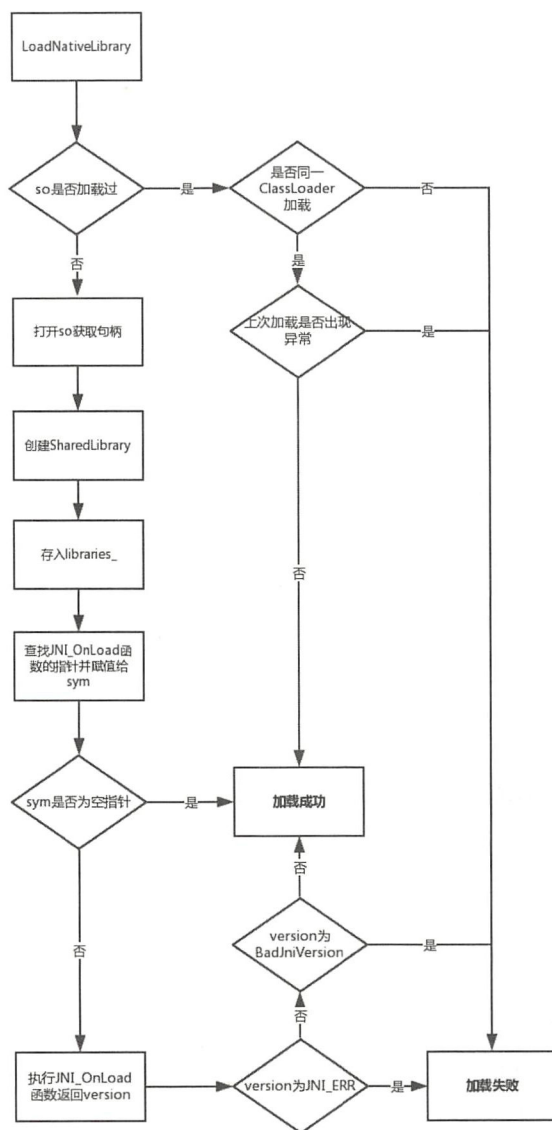 LoadNativeLibrary
so是否加载过
是
是否同一
ClassLoader
加载
否
否
是
打开so获取句柄
上次加载是否出现
异常
是
创建SharedLibrary
存入libraries_
否
查找JNI_OnLoad函
数的指针并赋值给
sym
sym是否为空指针
是
加载成功
否
否
version为
BadJniVersion
是
否
执行JNI_OnLoad
函数返回version
version为JNI_ERR
是
加载失败